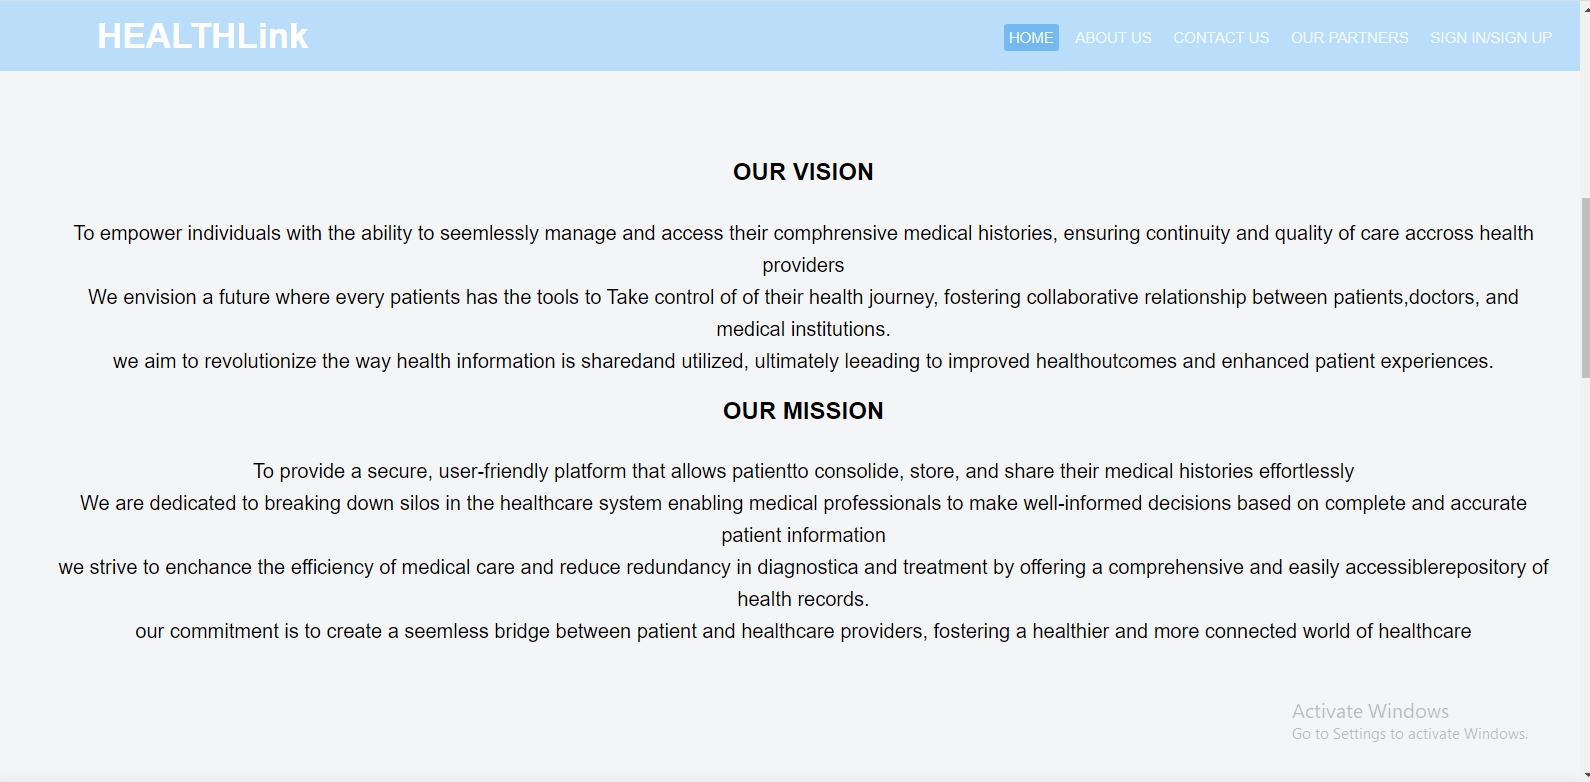 HEALTHLink
HOME ABOUT US CONTACT US OUR PARTNERS SIGN IN/SIGN UP
OUR VISION
To empower individuals with the ability to seemlessly manage and access their comphrensive medical histories, ensuring continuity and quality of care accross health
providers
We envision a future where every patients has the tools to Take control of of their health journey, fostering collaborative relationship between patients,doctors, and
medical institutions.
we aim to revolutionize the way health information is sharedand utilized, ultimately leeading to improved healthoutcomes and enhanced patient experiences.
OUR MISSION
To provide a secure, user-friendly platform that allows patientto consolide, store, and share their medical histories effortlessly
We are dedicated to breaking down silos in the healthcare system enabling medical professionals to make well-informed decisions based on complete and accurate
patient information
we strive to enchance the efficiency of medical care and reduce redundancy in diagnostica and treatment by offering a comprehensive and easily accessiblerepository of
health records.
our commitment is to create a seemless bridge between patient and healthcare providers, fostering a healthier and more connected world of healthcare
Activate Windows
Go to Settings to activate Windows.